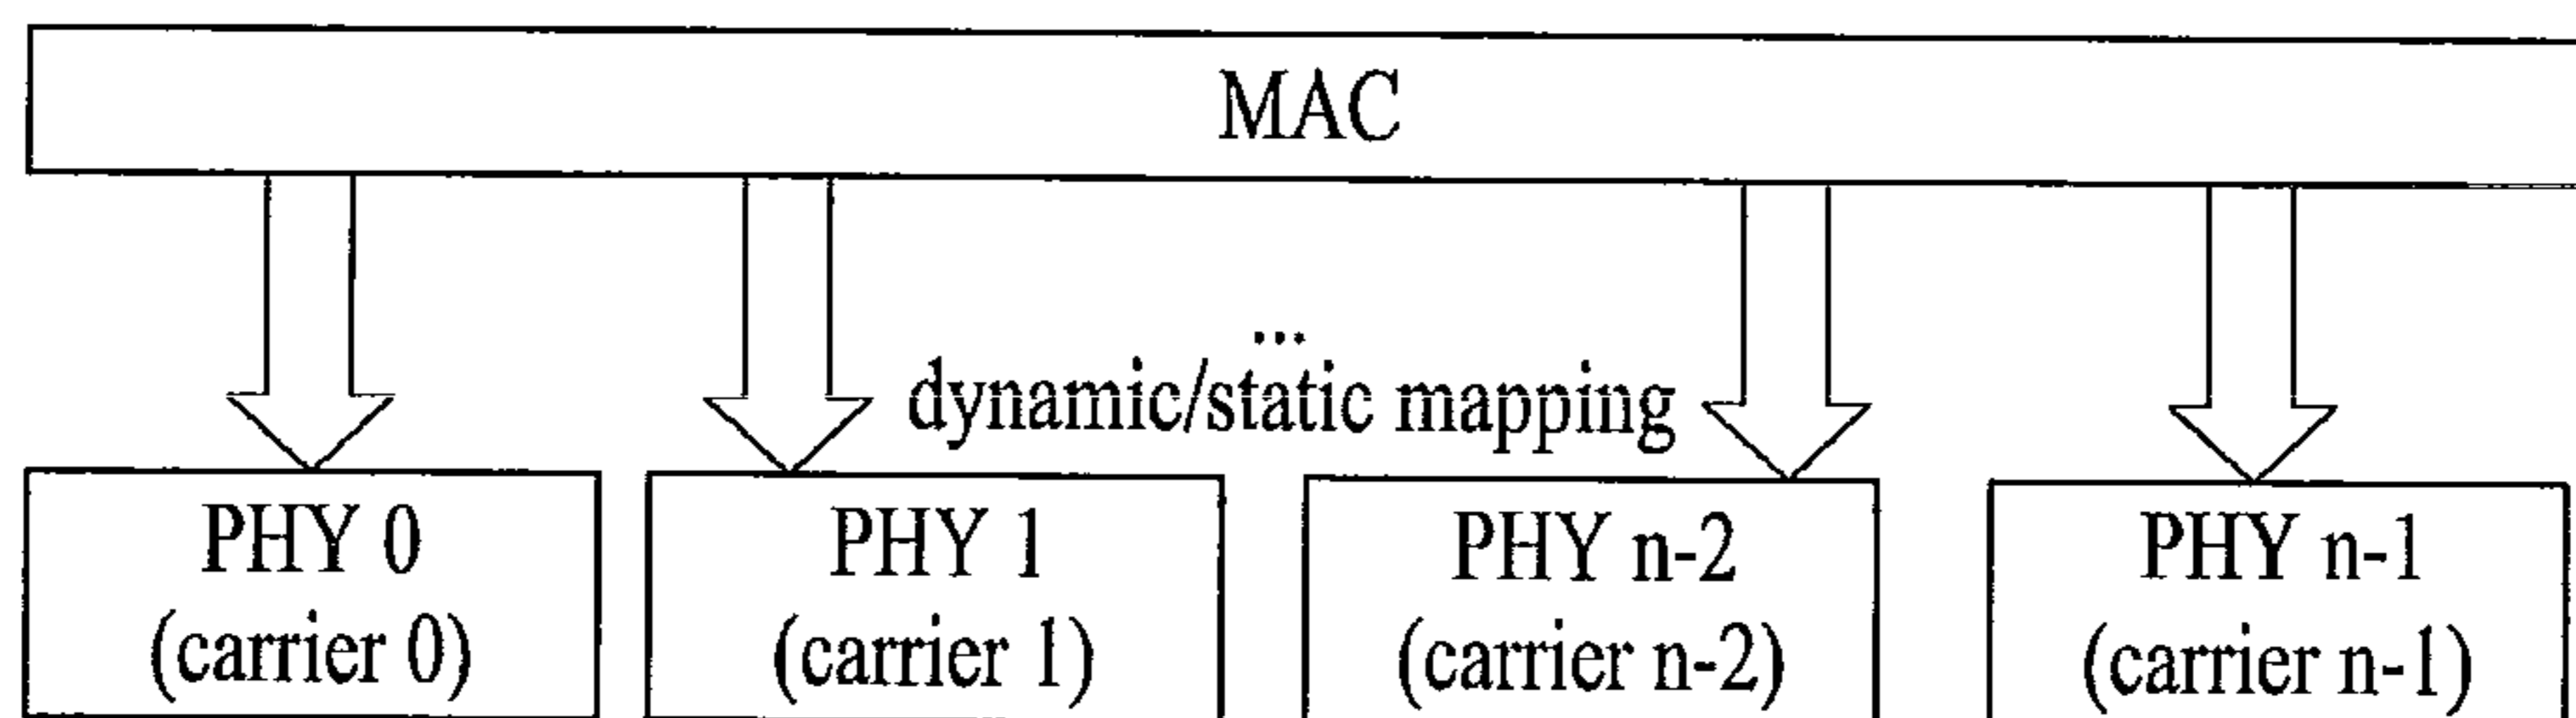 MAC
...
dynamic/static mapping
PHY 0
(carrier 0)
PHY 1
(carrier 1)
PHY n-2
(carrier n-2)
PHY n-1
(carrier n-1)